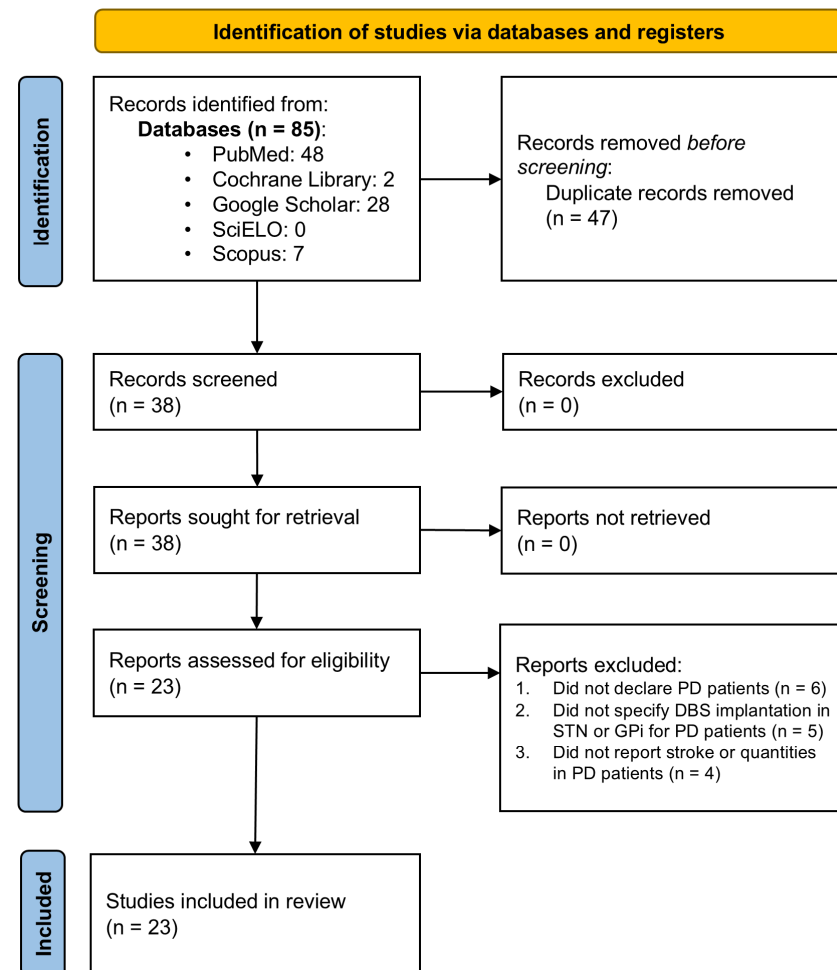 Identification of studies via databases and registers
Identification
Records identified from:
Databases (n = 85):
• PubMed: 48
• Cochrane Library: 2
• Google Scholar: 28
• SciELO: 0
• Scopus: 7
Records removed before
screening:
Duplicate records removed
(n = 47)
Screening
Records screened
(n = 38)
Records excluded
(n = 0)
Reports sought for retrieval
(n = 38)
Reports not retrieved
(n = 0)
Reports assessed for eligibility
(n = 23)
Reports excluded:
1. Did not declare PD patients (n = 6)
2. Did not specify DBS implantation in
STN or GPi for PD patients (n = 5)
3. Did not report stroke or quantities
in PD patients (n = 4)
Included
Studies included in review
(n = 23)